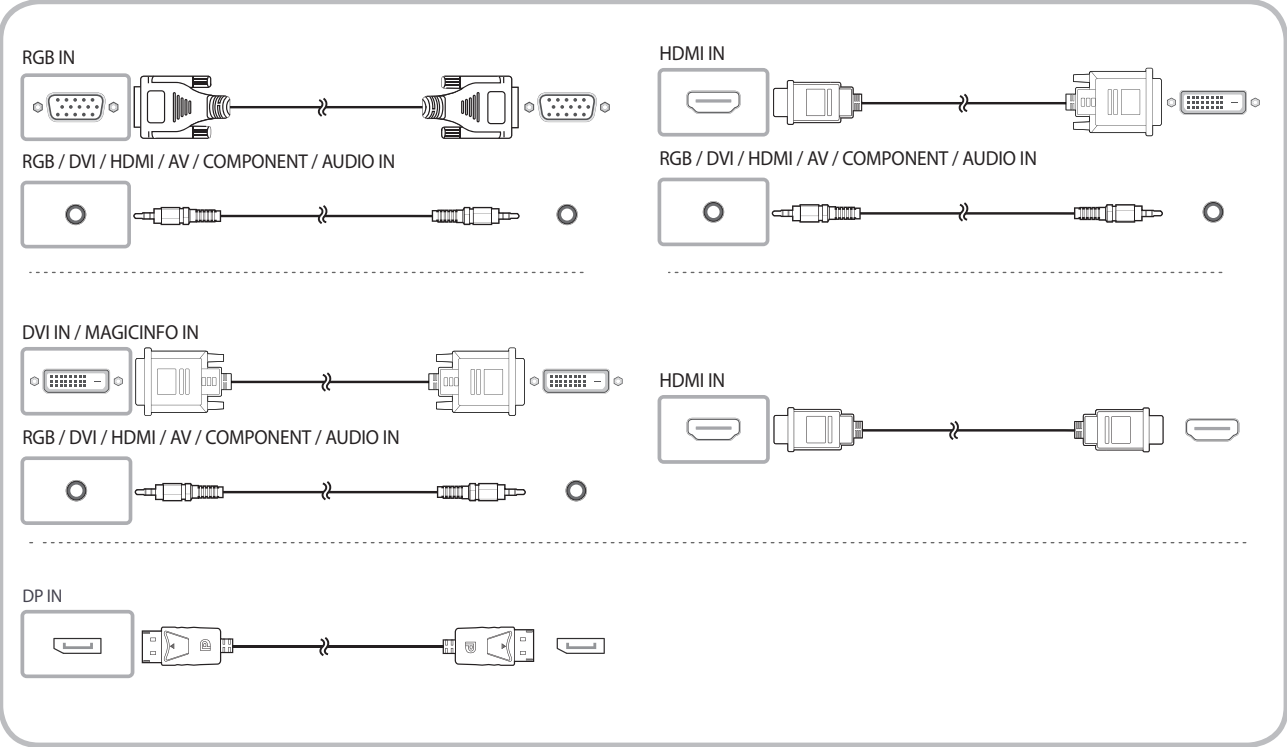 RGB IN
RGB / DVI / HDMI / AV / COMPONENT / AUDIO IN
HDMI IN
RGB / DVI / HDMI / AV / COMPONENT / AUDIO IN
DVI IN / MAGICINFO IN
RGB / DVI / HDMI / AV / COMPONENT / AUDIO IN
HDMI IN
DP IN